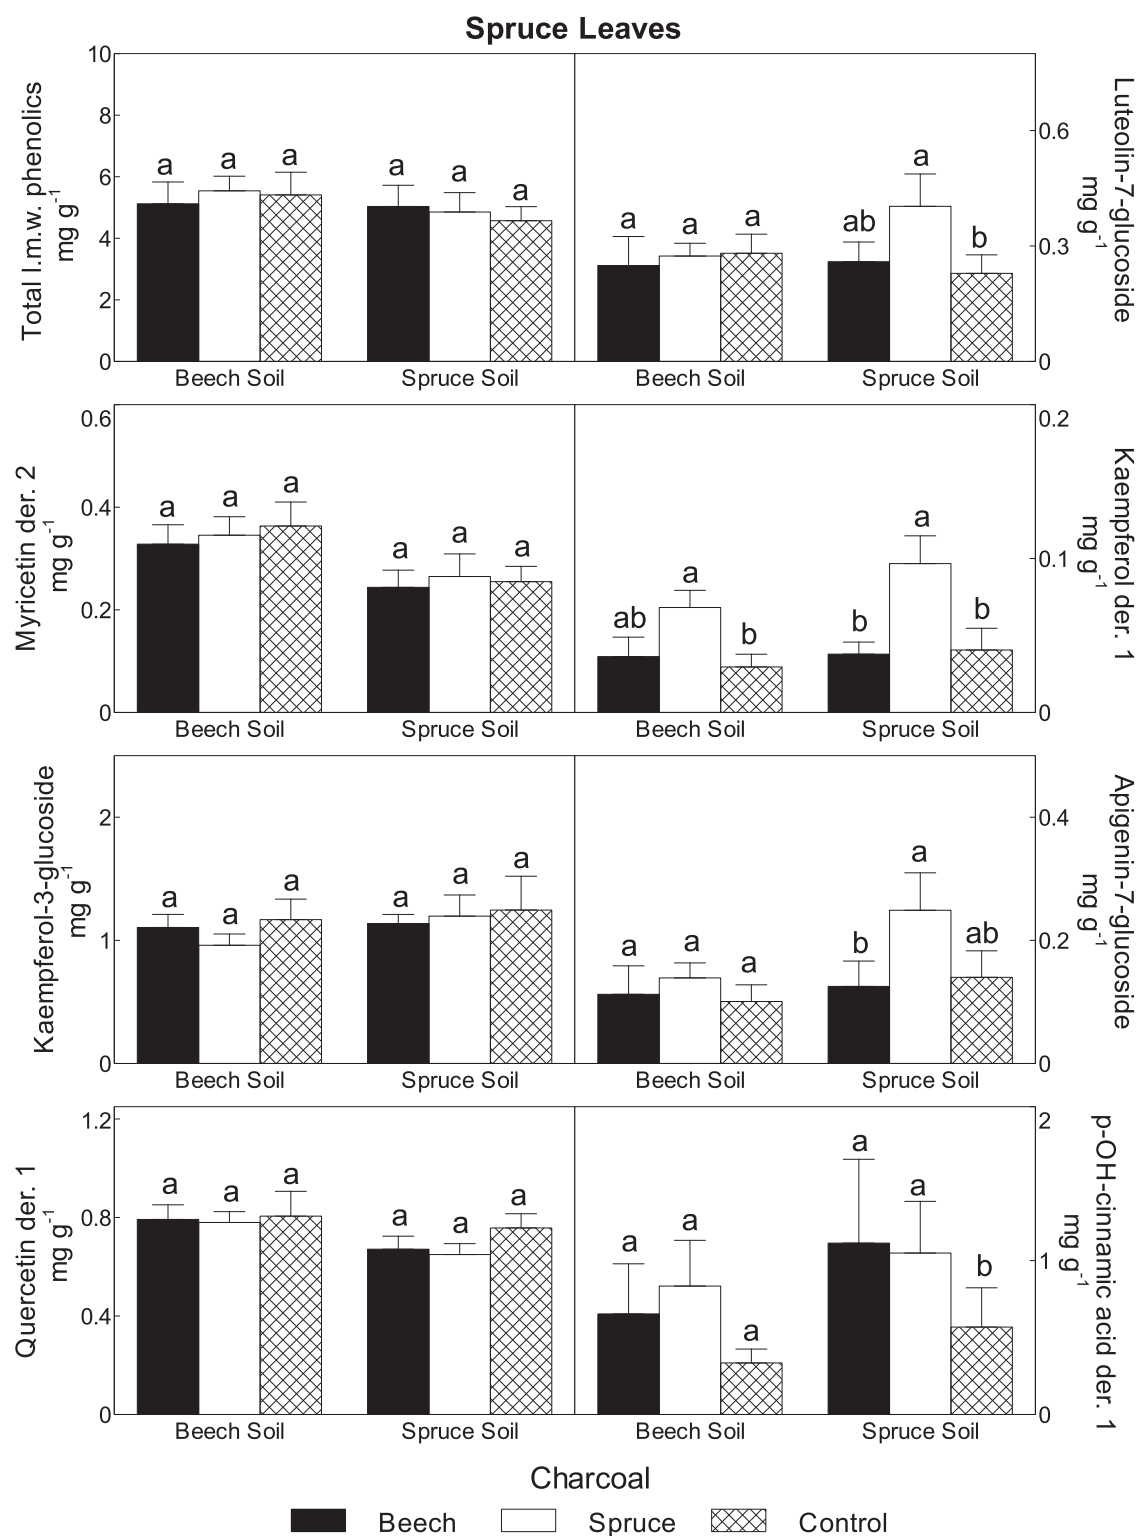 Spruce Leaves
Total l.m.w. phenolics
mg g⁻¹
10
8
6
4
2
0
a a a a a a
Beech Soil Spruce Soil
a a a ab a b
Beech Soil Spruce Soil
0.6
0.3
0
Luteolin-7-glucoside
mg g⁻¹
Myricetin der. 2
mg g⁻¹
0.6
0.4
0.2
0
a a a a a a
Beech Soil Spruce Soil
ab a b b a b
Beech Soil Spruce Soil
0.2
0.1
0
Kaempferol der. 1
mg g⁻¹
Kaempferol-3-glucoside
mg g⁻¹
2
1
0
a a a a a a
Beech Soil Spruce Soil
a a a b a ab
Beech Soil Spruce Soil
0.4
0.2
0
Apigenin-7-glucoside
mg g⁻¹
Quercetin der. 1
mg g⁻¹
1.2
0.8
0.4
0
a a a a a a
Beech Soil Spruce Soil
a a a a a b
Beech Soil Spruce Soil
2
1
0
p-OH-cinnamic acid der. 1
mg g⁻¹
Charcoal
Beech Spruce Control